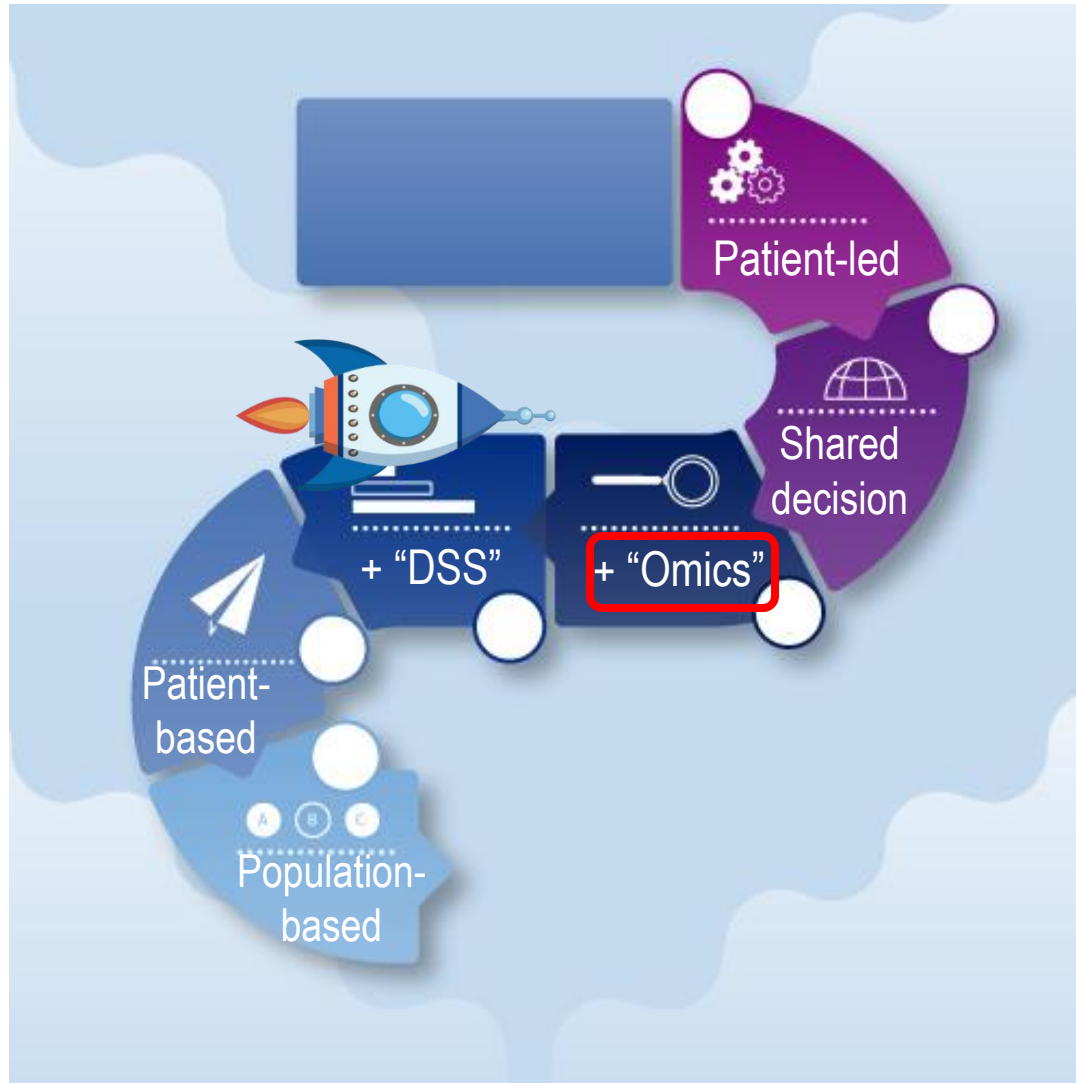 Patient-led
Shared
decision
+ “DSS”
+ “Omics”
Patient-
based
A B C
Population-
based